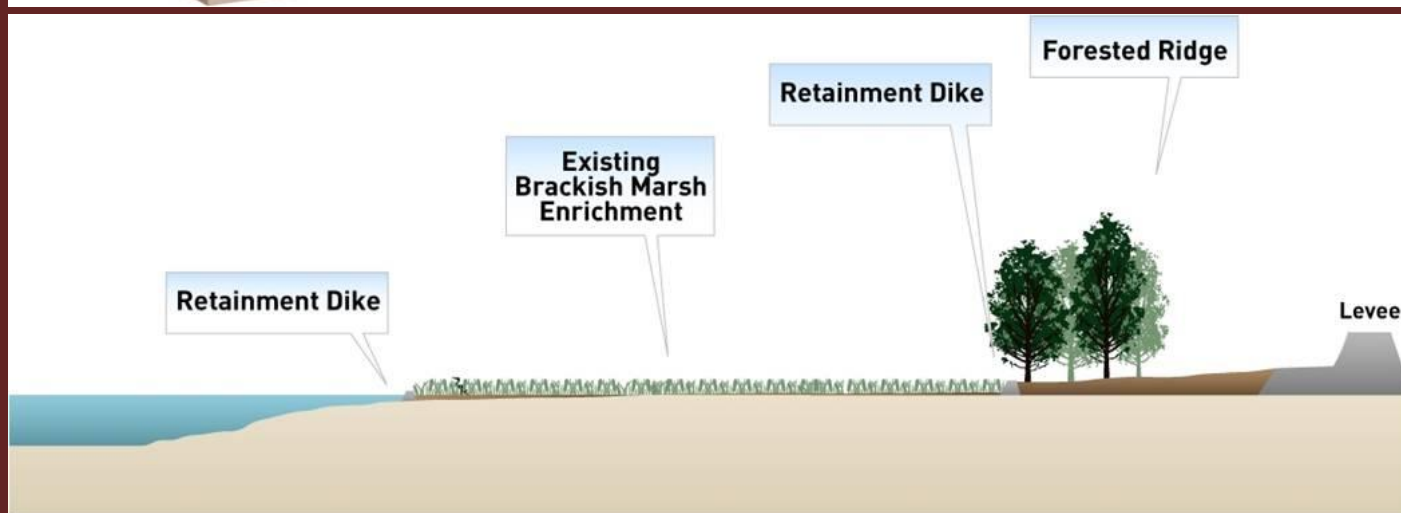 Forested Ridge
Retainment Dike
Existing
Brackish Marsh
Enrichment
Retainment Dike
Levee